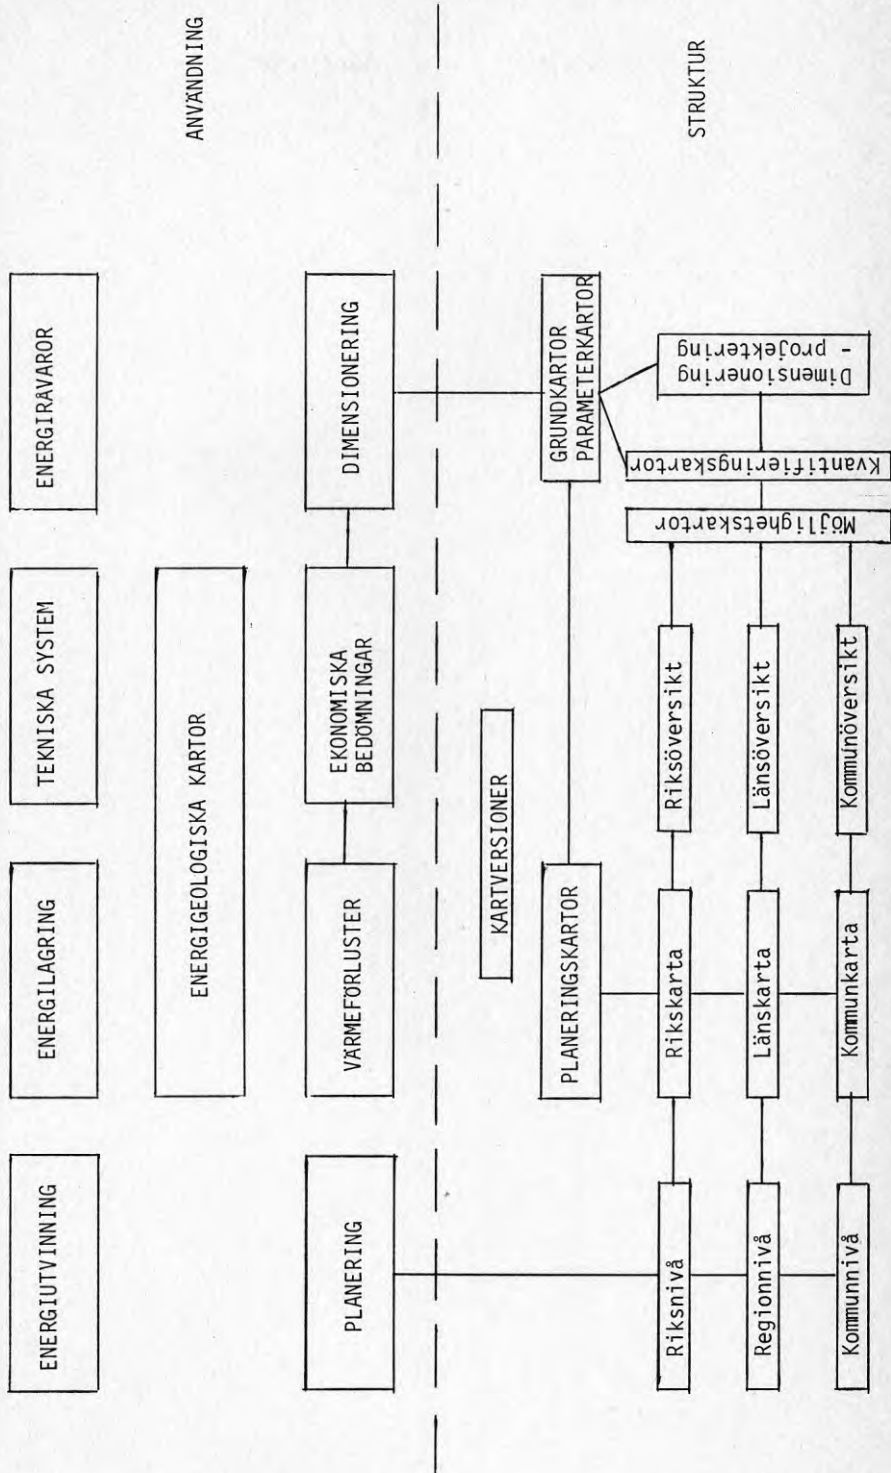 ENERGIUTVINNING
ENERGILAGRING
TEKNISKA SYSTEM
ENERGIRÅVAROR
ENERGIGEOLOGISKA KARTOR
ANVÄNDNING
PLANERING
VÄRMEFÖRLUSTER
EKONOMISKA
BEDÖMNINGAR
DIMENSIONERING
KARTVERSIONER
PLANERINGSKARTOR
GRUNDKARTOR
PARAMETERKARTOR
Riksnivå
Rikskarta
Riksöversikt
Regionnivå
Länskarta
Länsöversikt
Kommunnivå
Kommunkarta
Kommunöversikt
Möjlighetskartor
Kvantifieringskartor
Dimensionering
- projektering
STRUKTUR